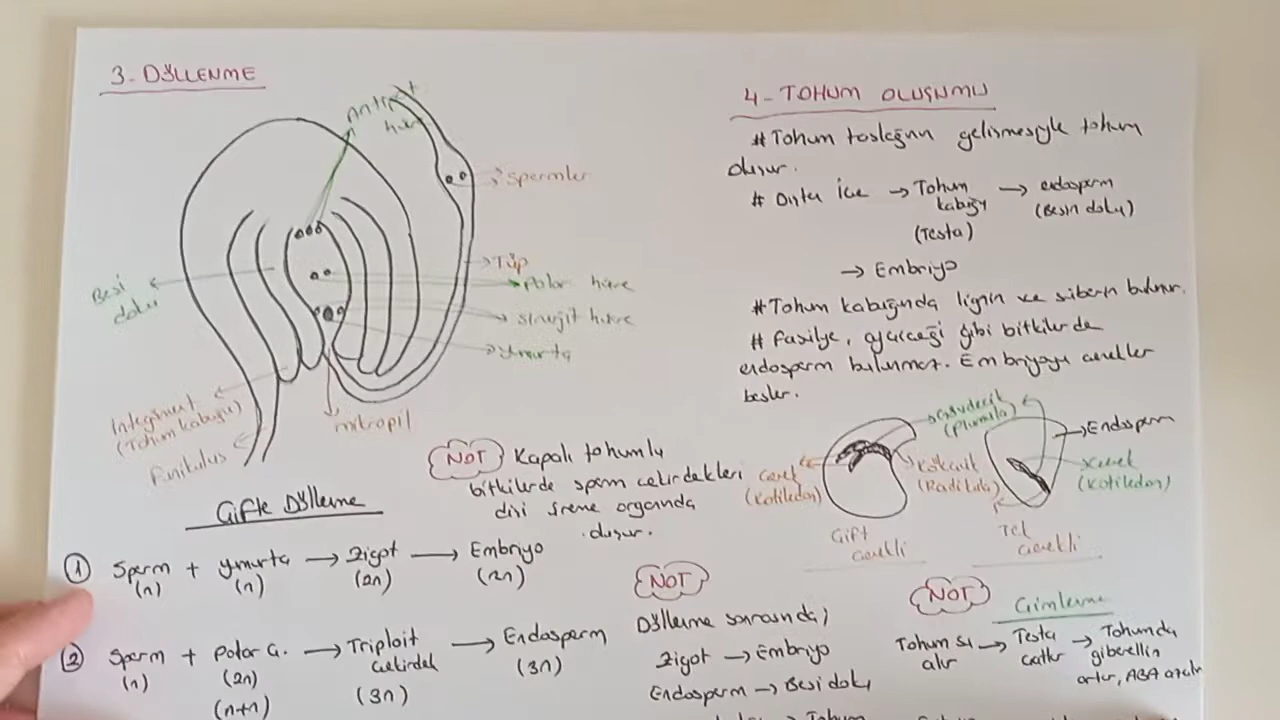 3- DÖLLENME
Antipot
hücre
Spermler
Tüp
Polar hücre
sinerjit hücre
yumurta
Besi
doku
İntegüment
(Tohum kabuğu)
Funikulus
mikropil
NOT Kapalı tohumlu
bitkilerde sperm çekirdekleri
dişi üreme organında
oluşur.
Çifte Dölleme
1 Sperm + yumurta → Zigot → Embriyo
(n) (n) (2n) (2n)
2 Sperm + Polar Ç. → Triploit → Endosperm
çekirdek
(n) (2n) (3n) (3n)
(n+n)
4- TOHUM OLUŞUMU
# Tohum taslağının gelişmesiyle tohum
oluşur.
# Dıştan içe → Tohum → endosperm
kabuğu (Besin doku)
(Testa)
→ Embriyo
# Tohum kabuğunda lignin ve süberin bulunur.
# Fasülye, ayçiçeği gibi bitkilerde
endosperm bulunmaz. Embriyoyu çenekler
besler.
Çenek
(Kotiledon)
(plumula)
Kökçük
(Radikula)
Çift
çenekli
Endosperm
Çenek
(Kotiledon)
Tek
çenekli
NOT
Döllenme sonrasında;
Zigot → Embriyo
Endosperm → Besi doku
→ Tohum
NOT Çimlenme
Tohum su → Testa → Tohumda
alır çatlar giberellin
artar, ABA azalır